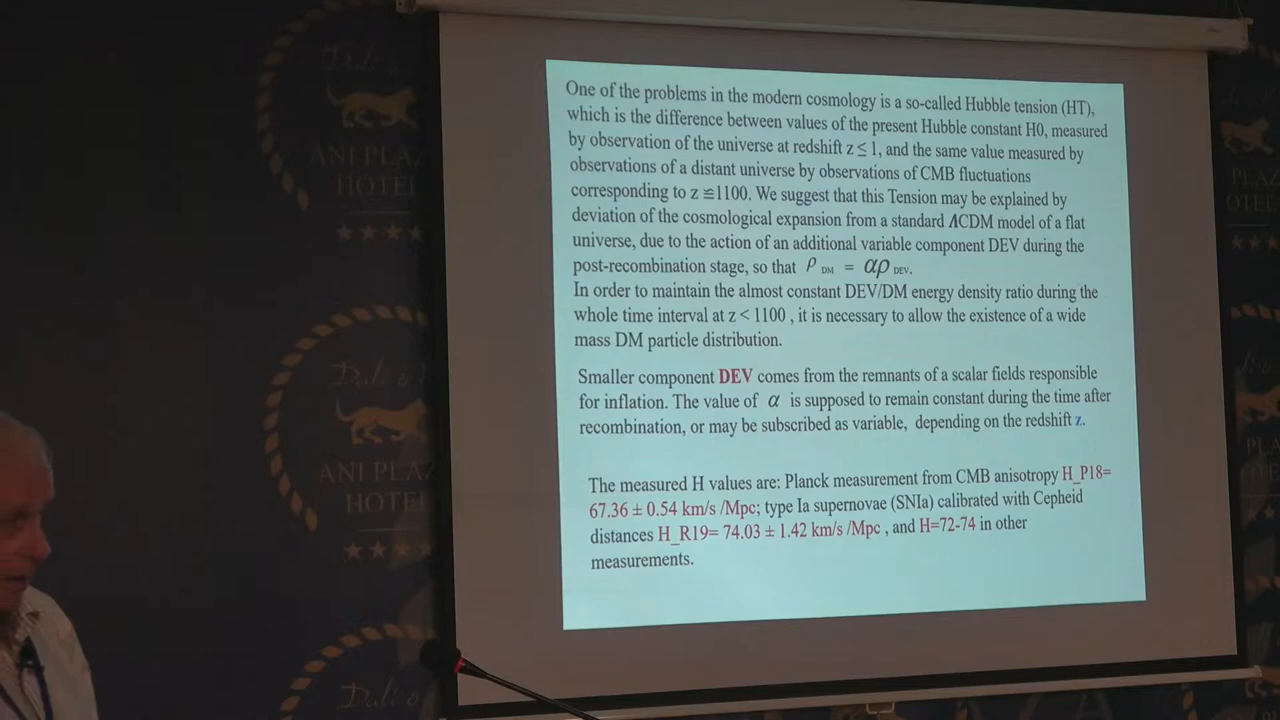 One of the problems in the modern cosmology is a so-called Hubble tension (HT),
which is the difference between values of the present Hubble constant H0, measured
by observation of the universe at redshift z ≤ 1, and the same value measured by
observations of a distant universe by observations of CMB fluctuations
corresponding to z ≌1100. We suggest that this Tension may be explained by
deviation of the cosmological expansion from a standard ΛCDM model of a flat
universe, due to the action of an additional variable component DEV during the
post-recombination stage, so that ρ DM = αρ DEV.
In order to maintain the almost constant DEV/DM energy density ratio during the
whole time interval at z < 1100 , it is necessary to allow the existence of a wide
mass DM particle distribution.
Smaller component DEV comes from the remnants of a scalar fields responsible
for inflation. The value of α is supposed to remain constant during the time after
recombination, or may be subscribed as variable, depending on the redshift z.
The measured H values are: Planck measurement from CMB anisotropy H_P18=
67.36 ± 0.54 km/s /Mpc; type Ia supernovae (SNIa) calibrated with Cepheid
distances H_R19= 74.03 ± 1.42 km/s /Mpc , and H=72-74 in other
measurements.
ANI PLAZ
HOTEL
ANI PLAZ
HOTEL